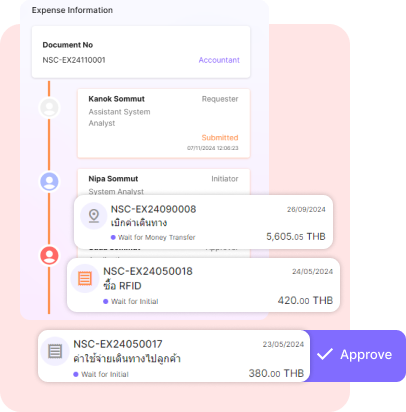 Expense Information
Document No
NSC-EX24110001 Accountant
Kanok Sommut Requester
Assistant System
Analyst
Submitted
07/11/2024 12:06:23
Nipa Sommut Initiator
System Analyst
NSC-EX24090008 26/09/2024
เบิกค่าเดินทาง
Wait for Money Transfer 5,605.05 THB
NSC-EX24050018 24/05/2024
ซื้อ RFID
Wait for Initial 420.00 THB
NSC-EX24050017 23/05/2024
ค่าใช้จ่ายเดินทางไปลูกค้า
Wait for Initial 380.00 THB
Approve